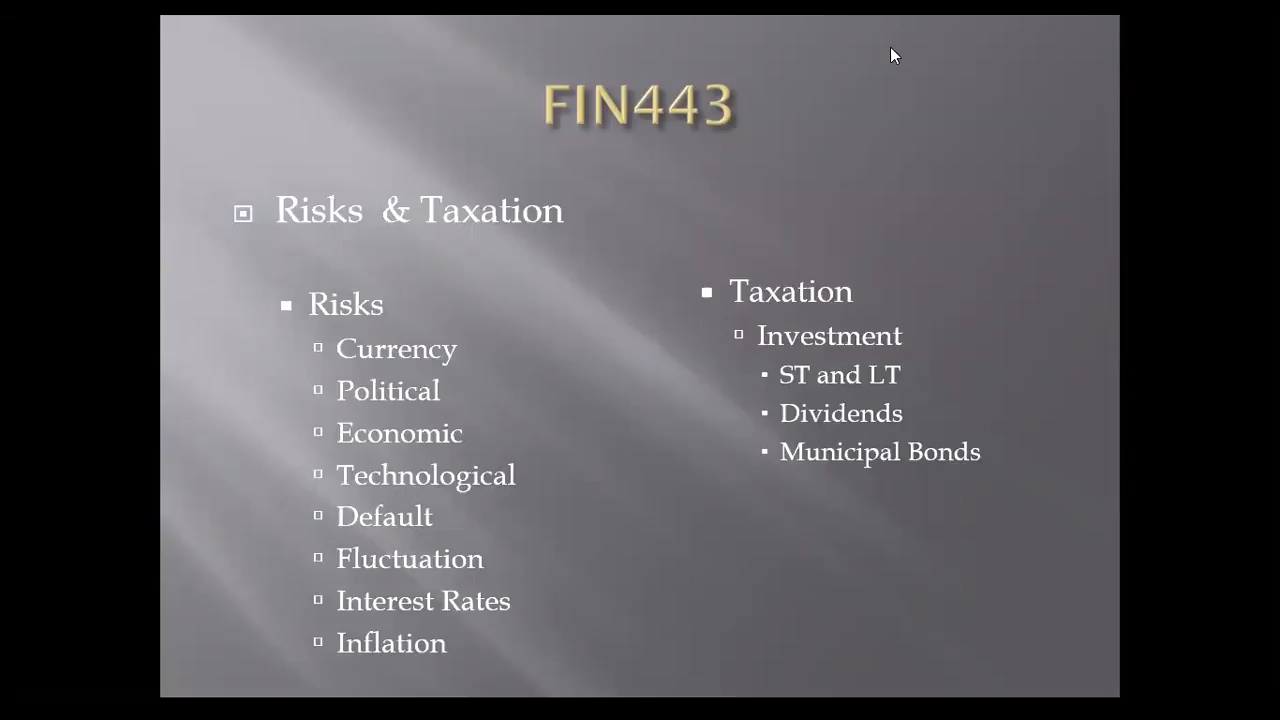 FIN443
Risks & Taxation
Risks
Currency
Political
Economic
Technological
Default
Fluctuation
Interest Rates
Inflation
Taxation
Investment
ST and LT
Dividends
Municipal Bonds